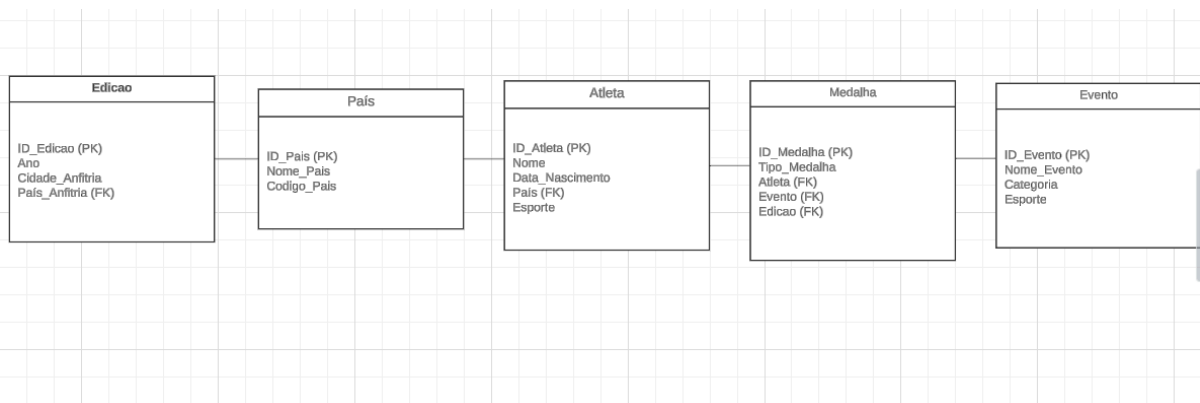 Edicao
ID_Edicao (PK)
Ano
Cidade_Anfitria
País_Anfitria (FK)
País
ID_Pais (PK)
Nome_Pais
Codígo_Pais
Atleta
ID_Atleta (PK)
Nome
Data_Nascimento
País (FK)
Esporte
Medalha
ID_Medalha (PK)
Tipo_Medalha
Atleta (FK)
Evento (FK)
Edicao (FK)
Evento
ID_Evento (PK)
Nome_Evento
Categoria
Esporte